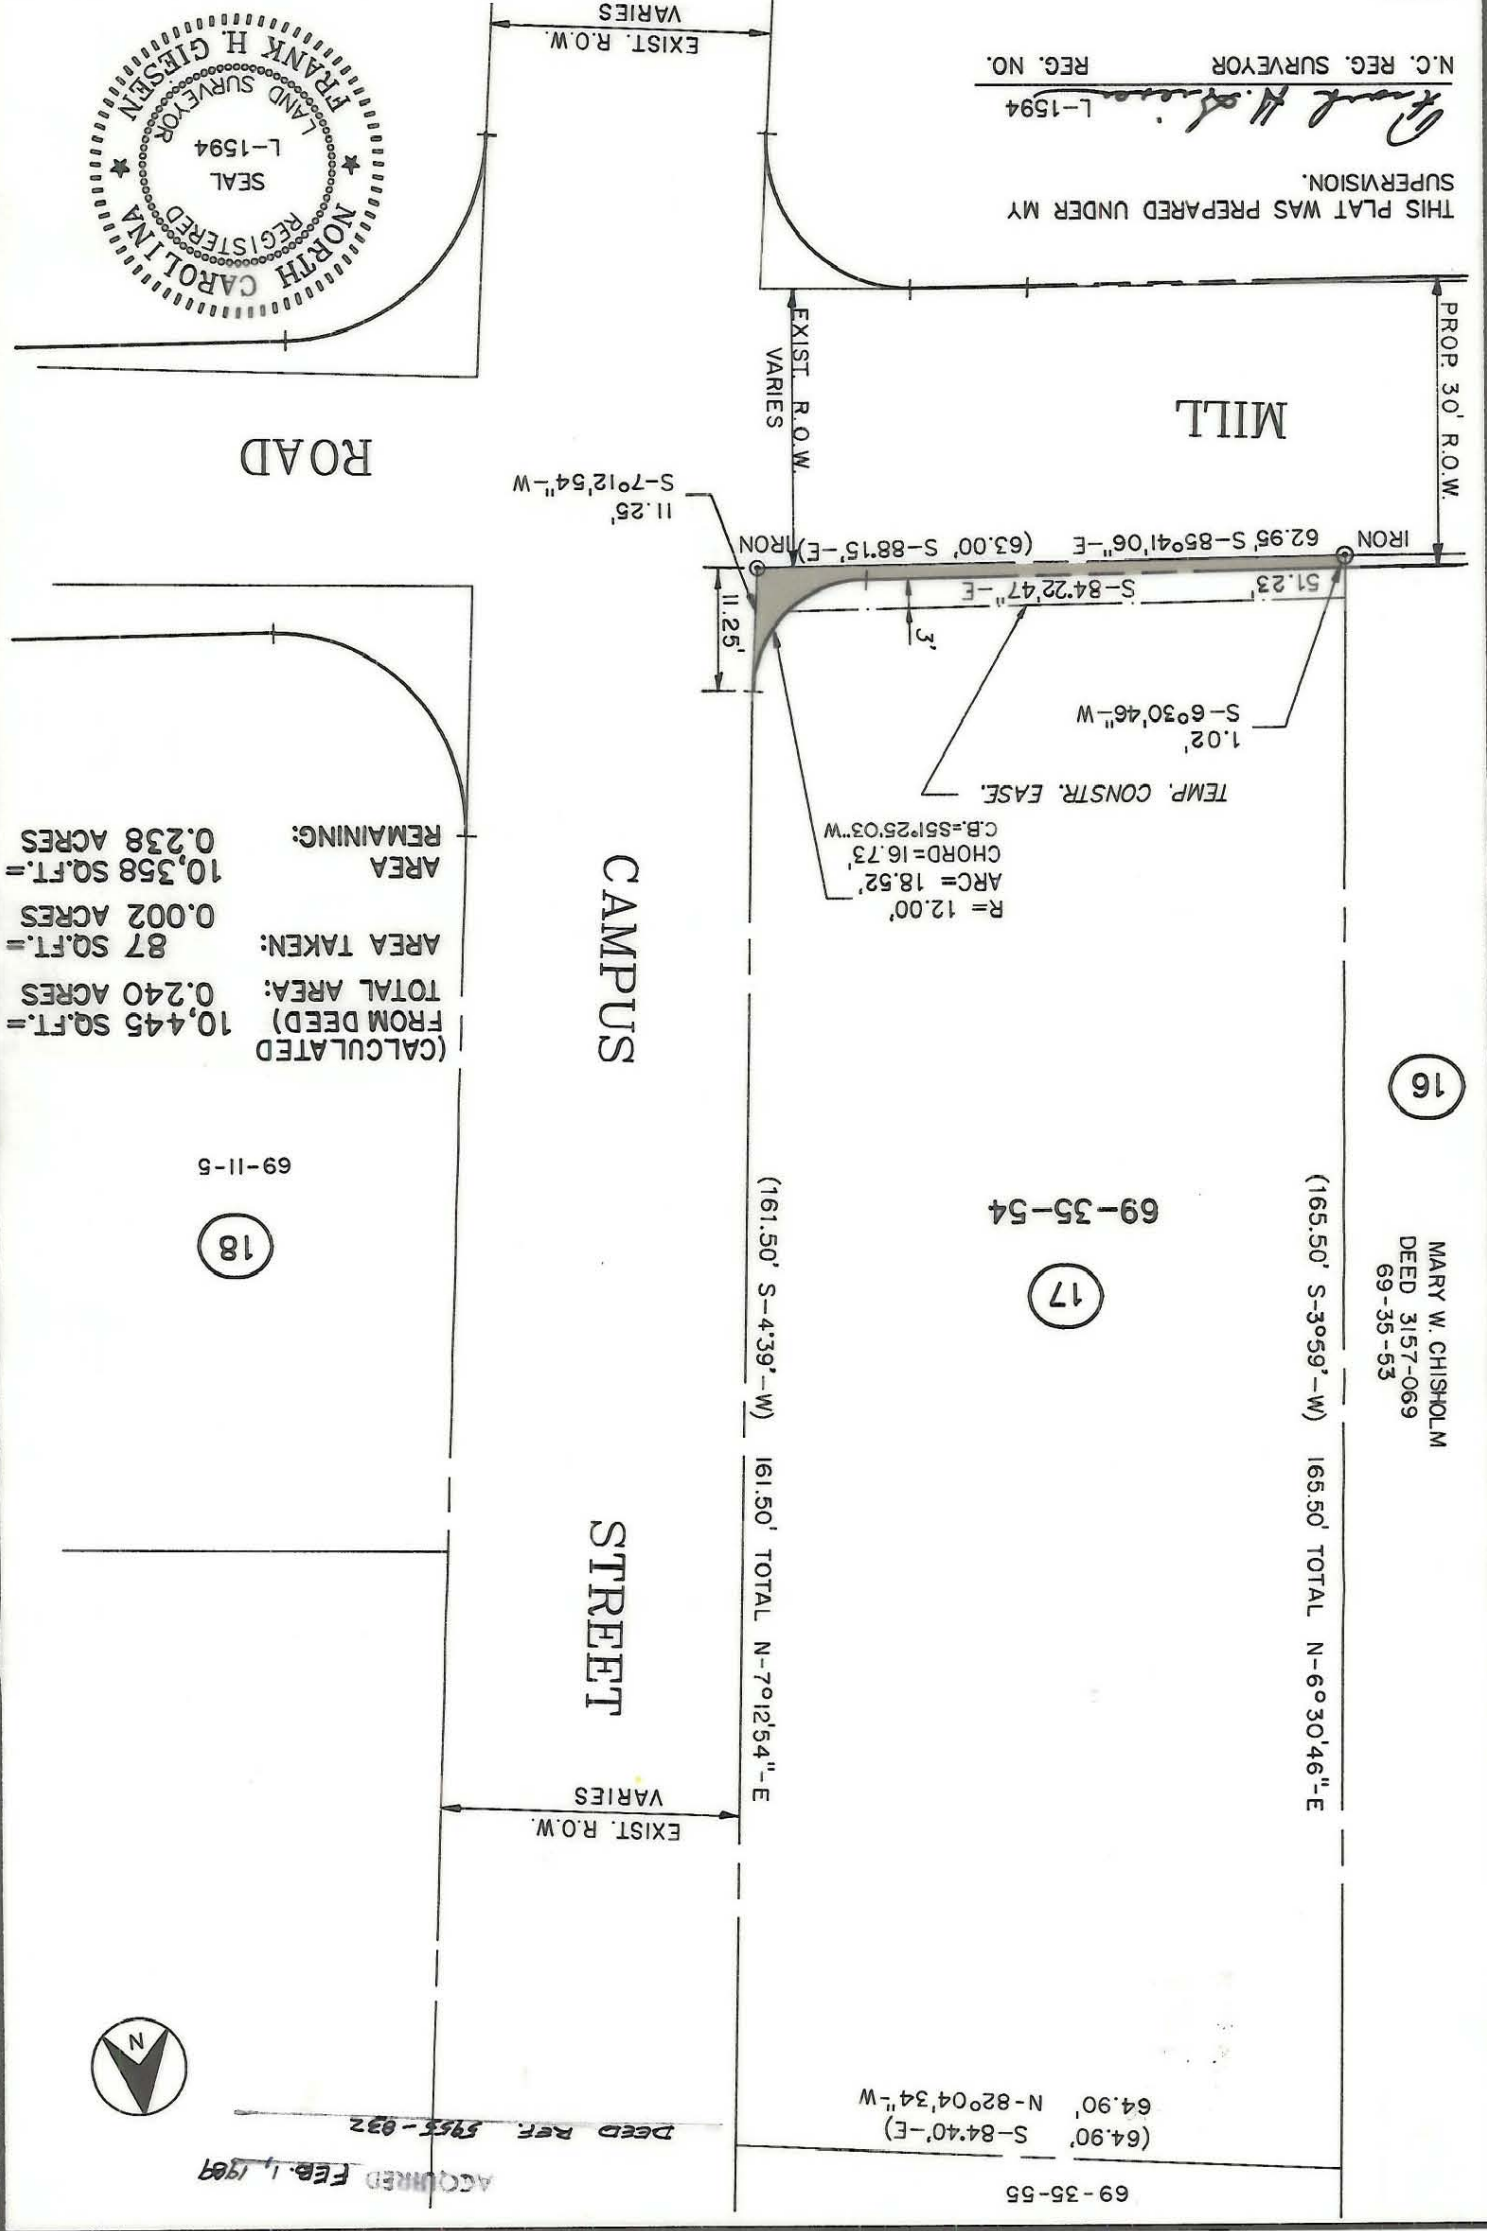 ACQUIRED FEB. 1, 1989
DEED REF. 5955-832
N
69-35-55
(64.90' S-84°40'-E)
64.90' N-82°04'34"-W
EXIST. R.O.W.
VARIES
MARY W. CHISHOLM
DEED 3157-069
69-35-53
16
(165.50' S-3°59'-W) 165.50' TOTAL N-6°30'46"-E
17
69-35-54
(161.50' S-4°39'-W) 161.50' TOTAL N-7°12'54"-E
CAMPUS STREET
18
69-11-5
(CALCULATED
FROM DEED) 10,445 SQ.FT.=
TOTAL AREA: 0.240 ACRES
AREA TAKEN: 87 SQ.FT.=
0.002 ACRES
AREA 10,358 SQ.FT.=
REMAINING: 0.238 ACRES
R= 12.00'
ARC= 18.52'
CHORD=16.73'
C.B.=S51°25'03"W
TEMP. CONSTR. EASE.
1.02'
S-6°30'46"-W
3'
11.25'
51.23' S-84°22'47"-E
IRON
62.95' S-85°41'06"-E (63.00' S-88°15'-E)
IRON
11.25'
S-7°12'54"-W
PROP. 30' R.O.W.
MILL ROAD
EXIST. R.O.W.
VARIES
THIS PLAT WAS PREPARED UNDER MY
SUPERVISION.
Frank H. Giesen L-1594
N.C. REG. SURVEYOR REG. NO.
EXIST. R.O.W.
VARIES
NORTH CAROLINA
REGISTERED
SEAL
L-1594
LAND SURVEYOR
FRANK H. GIESEN